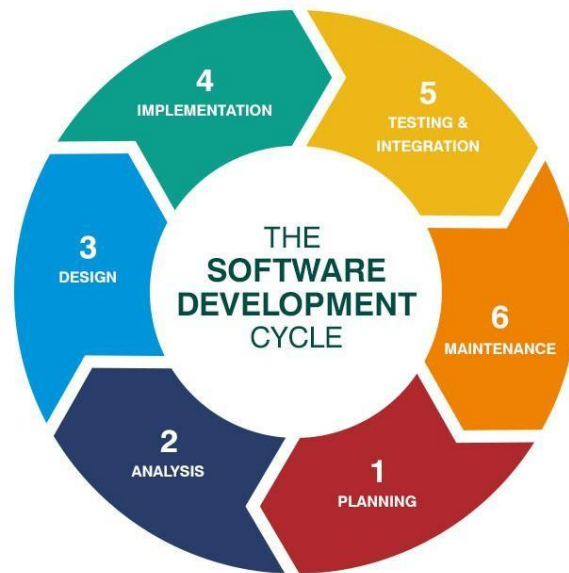 THE
SOFTWARE
DEVELOPMENT
CYCLE
1
PLANNING
2
ANALYSIS
3
DESIGN
4
IMPLEMENTATION
5
TESTING &
INTEGRATION
6
MAINTENANCE